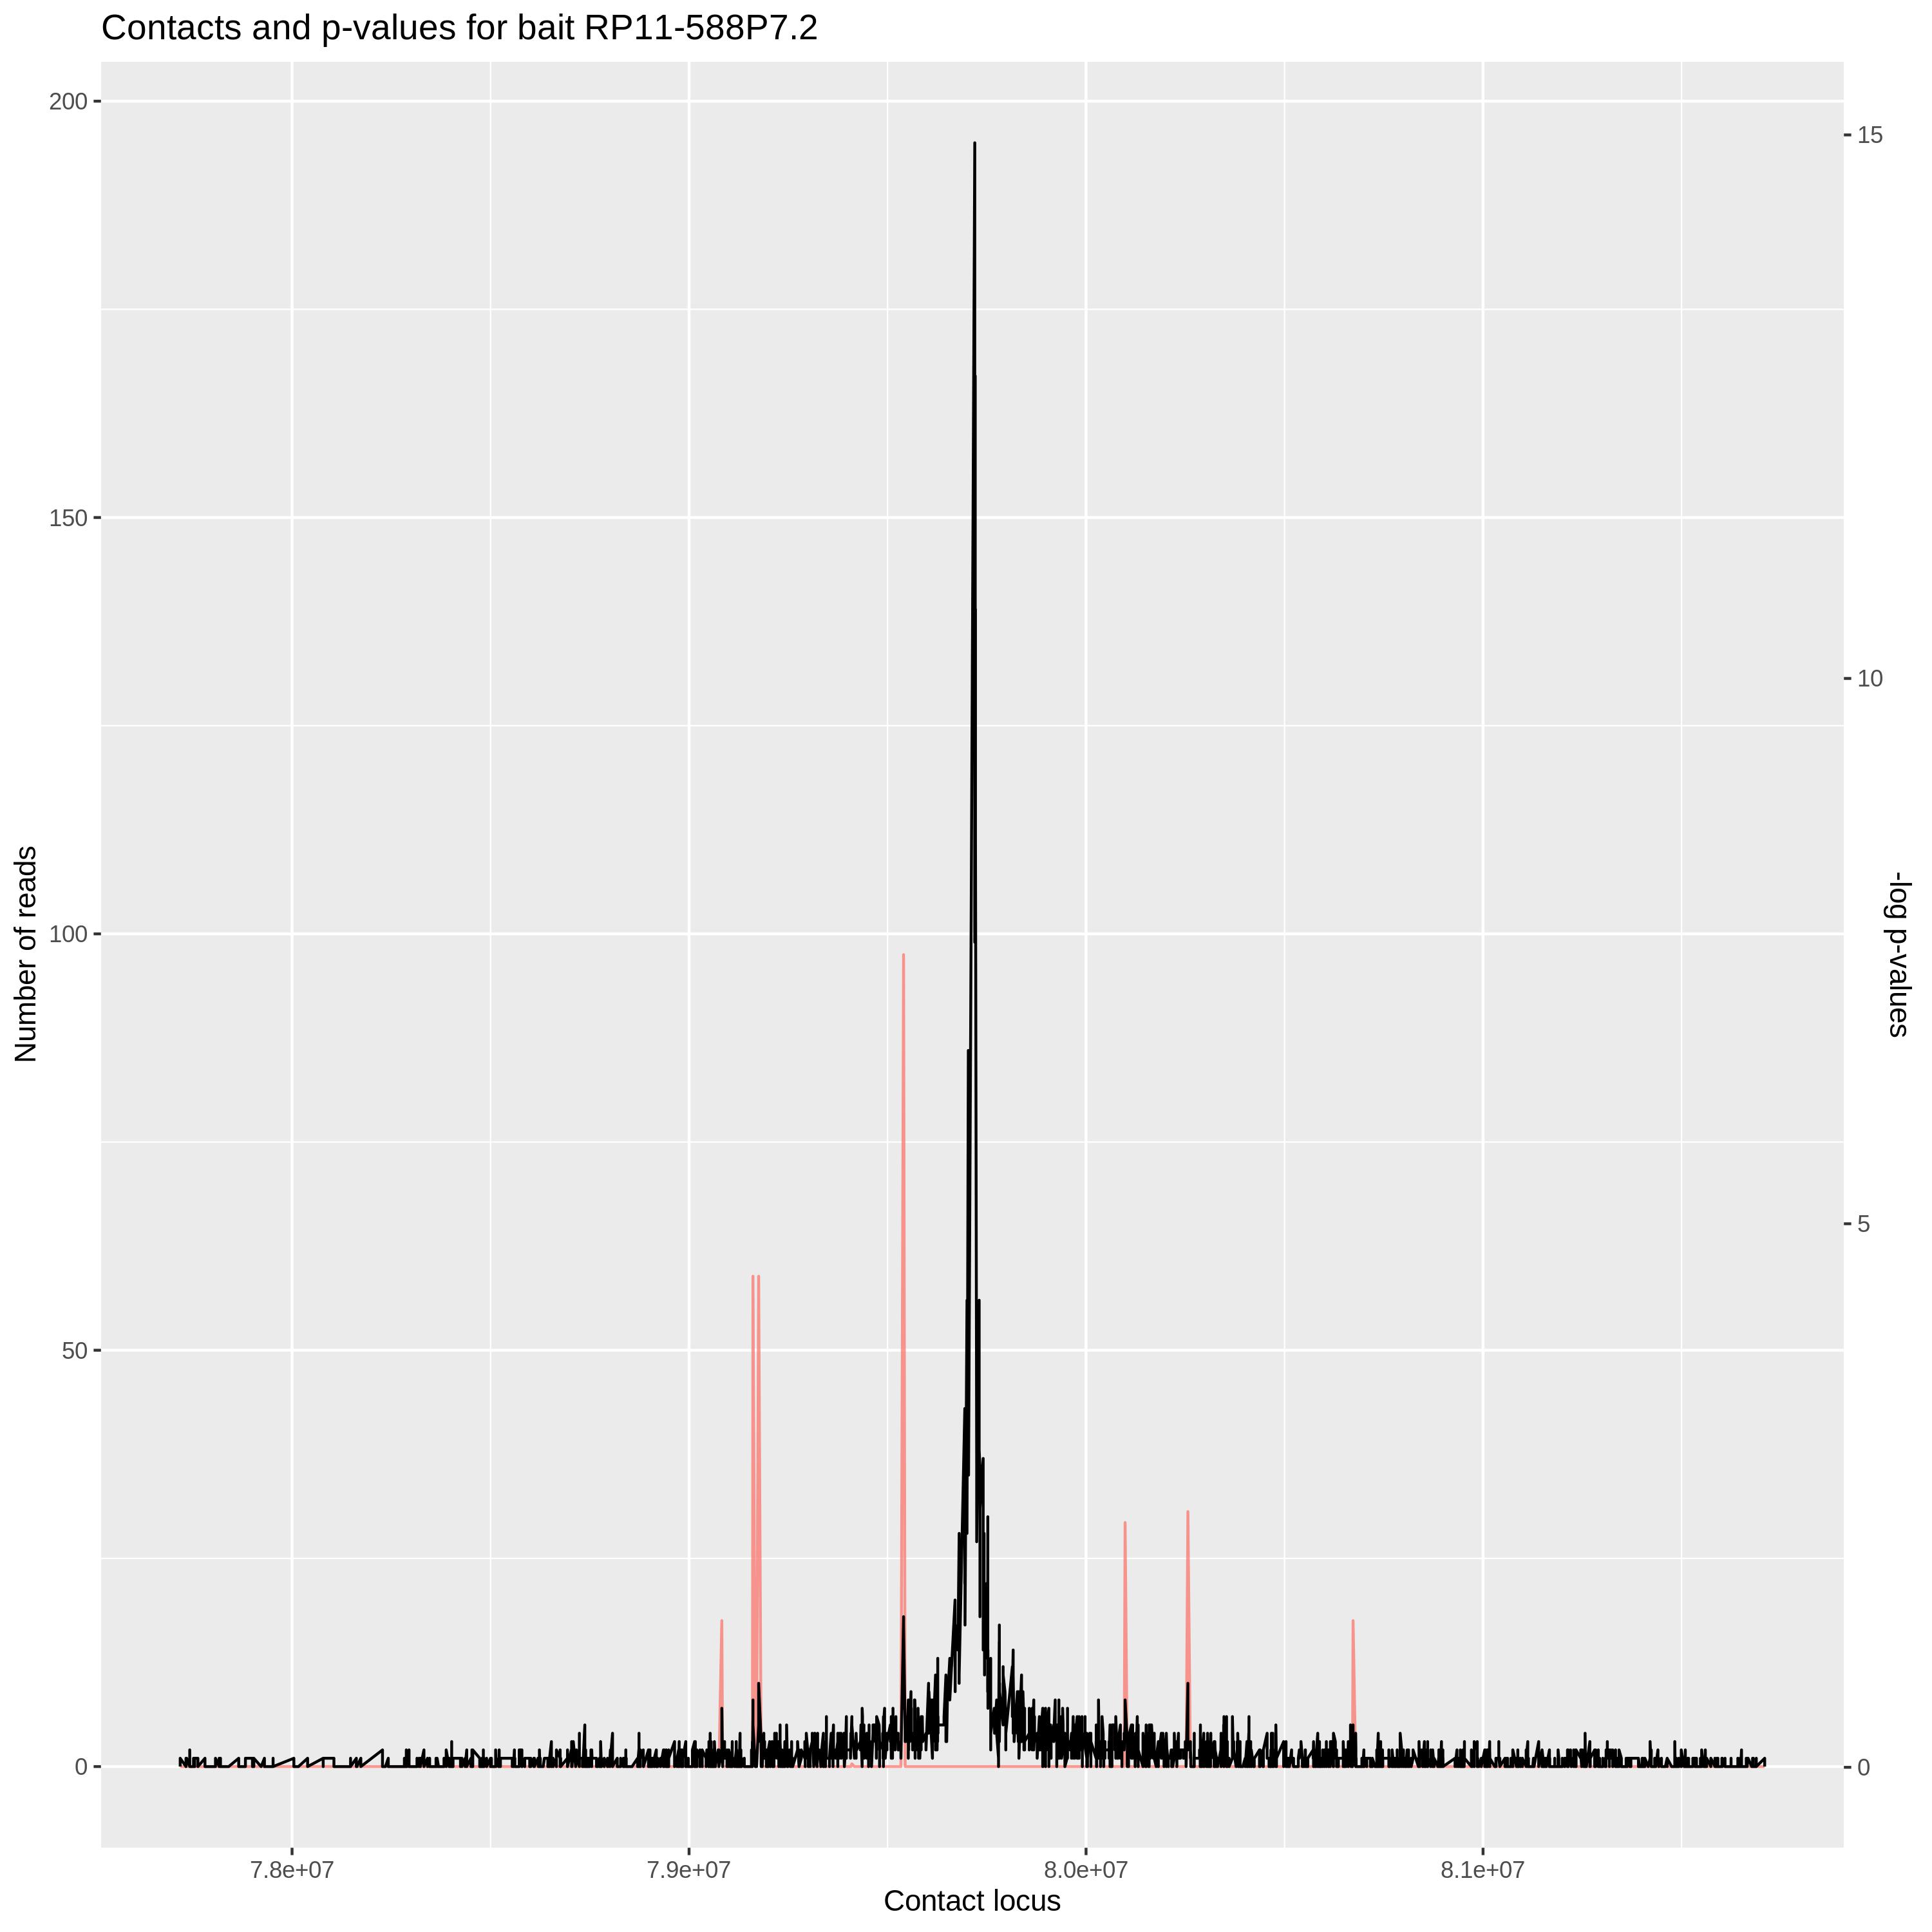 Contacts and p-values for bait RP11-588P7.2
200
150
100
50
0
Number of reads
15
10
5
0
-log p-values
7.8e+07
7.9e+07
8.0e+07
8.1e+07
Contact locus